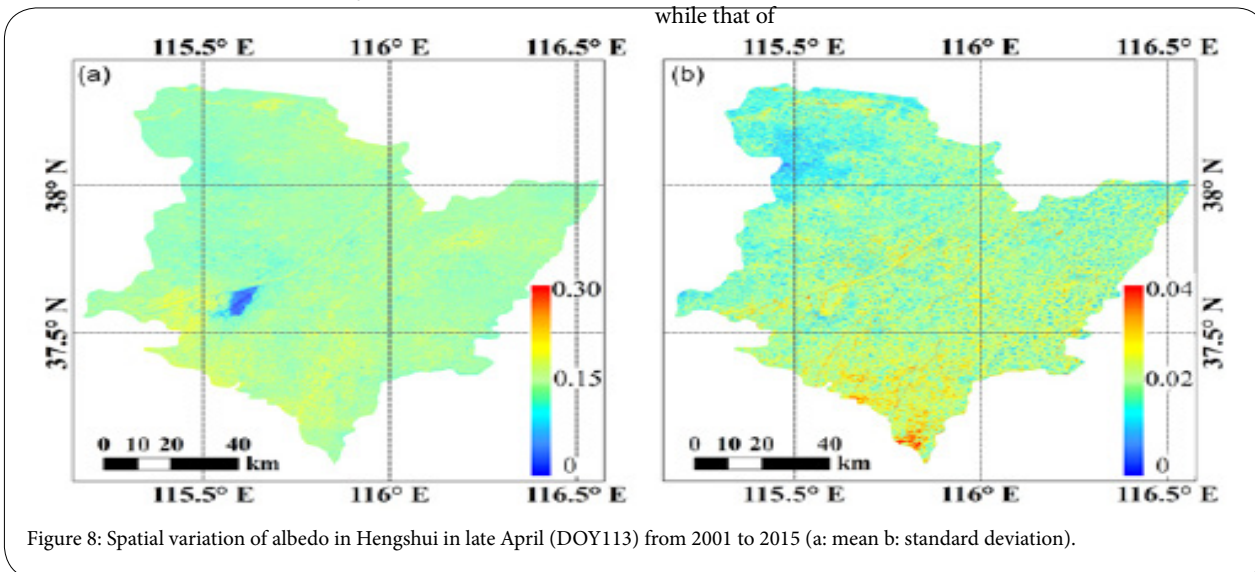 while that of
115.5° E 116° E 116.5° E
115.5° E 116° E 116.5° E
(a)
(b)
38° N
38° N
37.5° N
37.5° N
0.30
0.15
0
0.04
0.02
0
0 10 20 40
km
0 10 20 40
km
115.5° E 116° E 116.5° E
115.5° E 116° E 116.5° E
Figure 8: Spatial variation of albedo in Hengshui in late April (DOY113) from 2001 to 2015 (a: mean b: standard deviation).